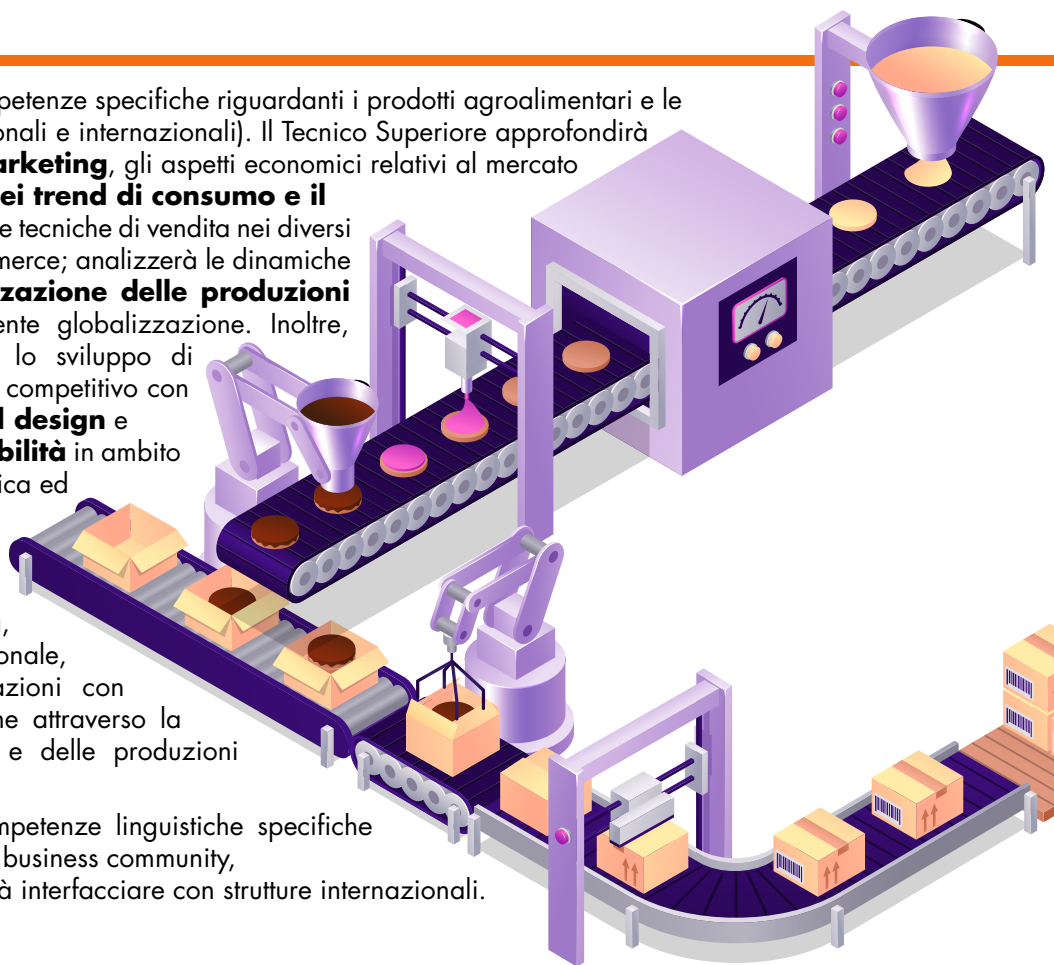 petenze specifiche riguardanti i prodotti agroalimentari e le
onali e internazionali). Il Tecnico Superiore approfondirà
arketing, gli aspetti economici relativi al mercato
ei trend di consumo e il
e tecniche di vendita nei diversi
merce; analizzerà le dinamiche
zazione delle produzioni
ente globalizzazione. Inoltre,
lo sviluppo di
competitivo con
design e
bilità in ambito
ica ed
onale,
azioni con
ne attraverso la
e delle produzioni
mpetenze linguistiche specifiche
business community,
à interfacciare con strutture internazionali.